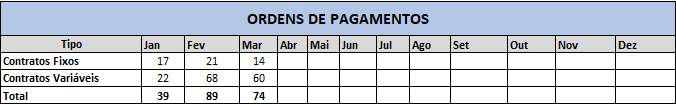 ORDENS DE PAGAMENTOS
Tipo Jan Fev Mar Abr Mai Jun Jul Ago Set Out Nov Dez
Contratos Fixos 17 21 14
Contratos Variáveis 22 68 60
Total 39 89 74